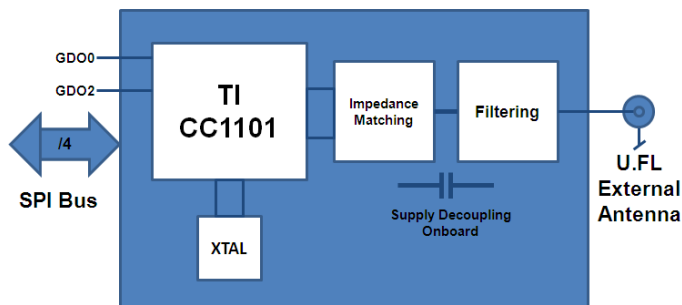 GDO0
GDO2
/4
SPI Bus
TI
CC1101
XTAL
Impedance
Matching
Filtering
Supply Decoupling
Onboard
U.FL
External
Antenna